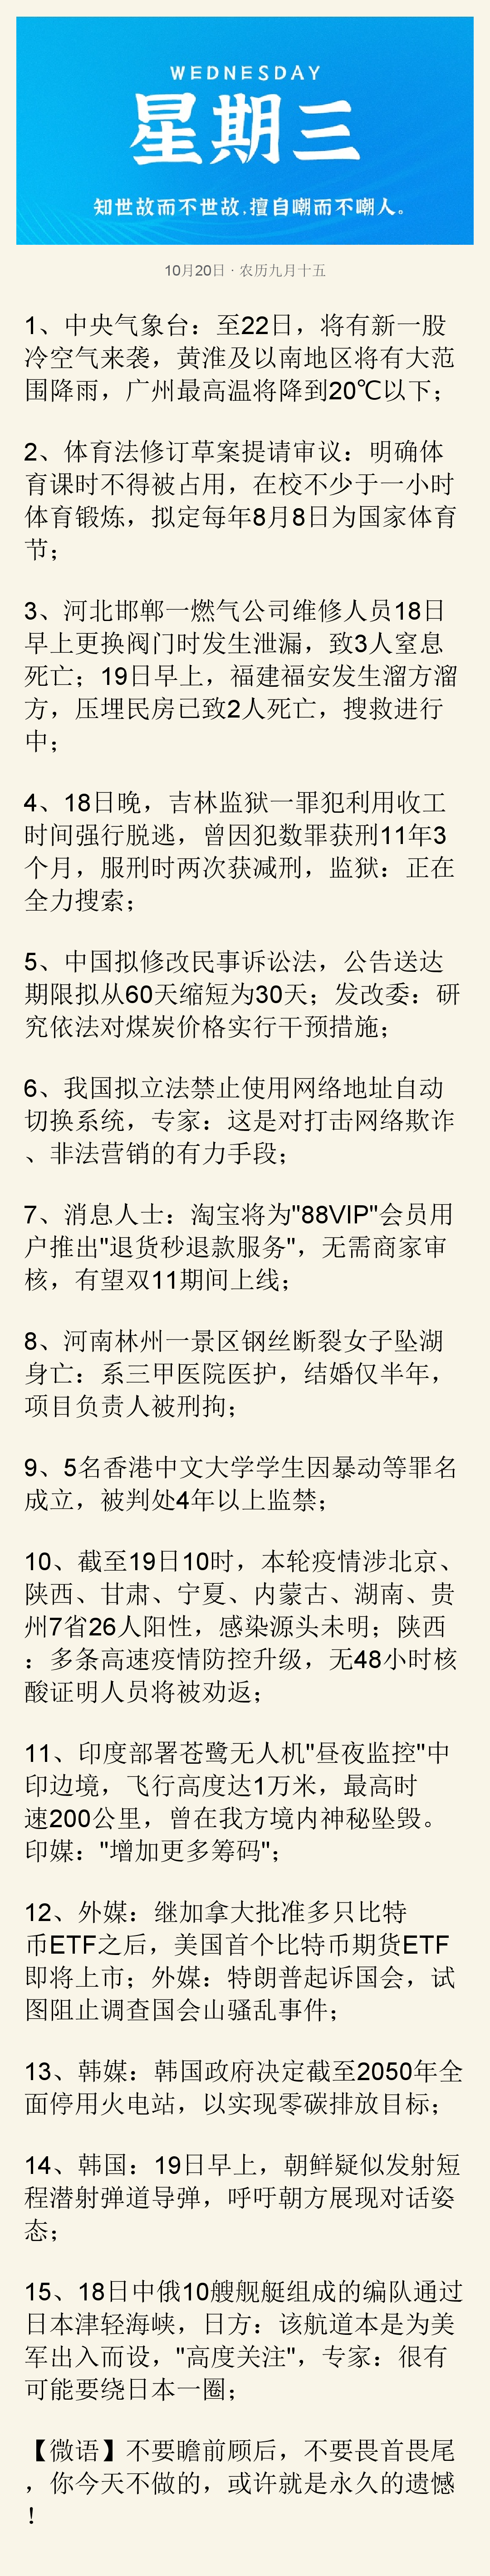 WEDNESDAY
星期三
知世故而不世故,擅自嘲而不嘲人。
10月20日 · 农历九月十五
1、中央气象台：至22日，将有新一股
冷空气来袭，黄淮及以南地区将有大范
围降雨，广州最高温将降到20℃以下；
2、体育法修订草案提请审议：明确体
育课时不得被占用，在校不少于一小时
体育锻炼，拟定每年8月8日为国家体育
节；
3、河北邯郸一燃气公司维修人员18日
早上更换阀门时发生泄漏，致3人窒息
死亡；19日早上，福建福安发生溜方溜
方，压埋民房已致2人死亡，搜救进行
中；
4、18日晚，吉林监狱一罪犯利用收工
时间强行脱逃，曾因犯数罪获刑11年3
个月，服刑时两次获减刑，监狱：正在
全力搜索；
5、中国拟修改民事诉讼法，公告送达
期限拟从60天缩短为30天；发改委：研
究依法对煤炭价格实行干预措施；
6、我国拟立法禁止使用网络地址自动
切换系统，专家：这是对打击网络欺诈
、非法营销的有力手段；
7、消息人士：淘宝将为"88VIP"会员用
户推出"退货秒退款服务"，无需商家审
核，有望双11期间上线；
8、河南林州一景区钢丝断裂女子坠湖
身亡：系三甲医院医护，结婚仅半年，
项目负责人被刑拘；
9、5名香港中文大学学生因暴动等罪名
成立，被判处4年以上监禁；
10、截至19日10时，本轮疫情涉北京、
陕西、甘肃、宁夏、内蒙古、湖南、贵
州7省26人阳性，感染源头未明；陕西
：多条高速疫情防控升级，无48小时核
酸证明人员将被劝返；
11、印度部署苍鹭无人机"昼夜监控"中
印边境，飞行高度达1万米，最高时
速200公里，曾在我方境内神秘坠毁。
印媒："增加更多筹码"；
12、外媒：继加拿大批准多只比特
币ETF之后，美国首个比特币期货ETF
即将上市；外媒：特朗普起诉国会，试
图阻止调查国会山骚乱事件；
13、韩媒：韩国政府决定截至2050年全
面停用火电站，以实现零碳排放目标；
14、韩国：19日早上，朝鲜疑似发射短
程潜射弹道导弹，呼吁朝方展现对话姿
态；
15、18日中俄10艘舰艇组成的编队通过
日本津轻海峡，日方：该航道本是为美
军出入而设，"高度关注"，专家：很有
可能要绕日本一圈；
【微语】不要瞻前顾后，不要畏首畏尾
，你今天不做的，或许就是永久的遗憾
！